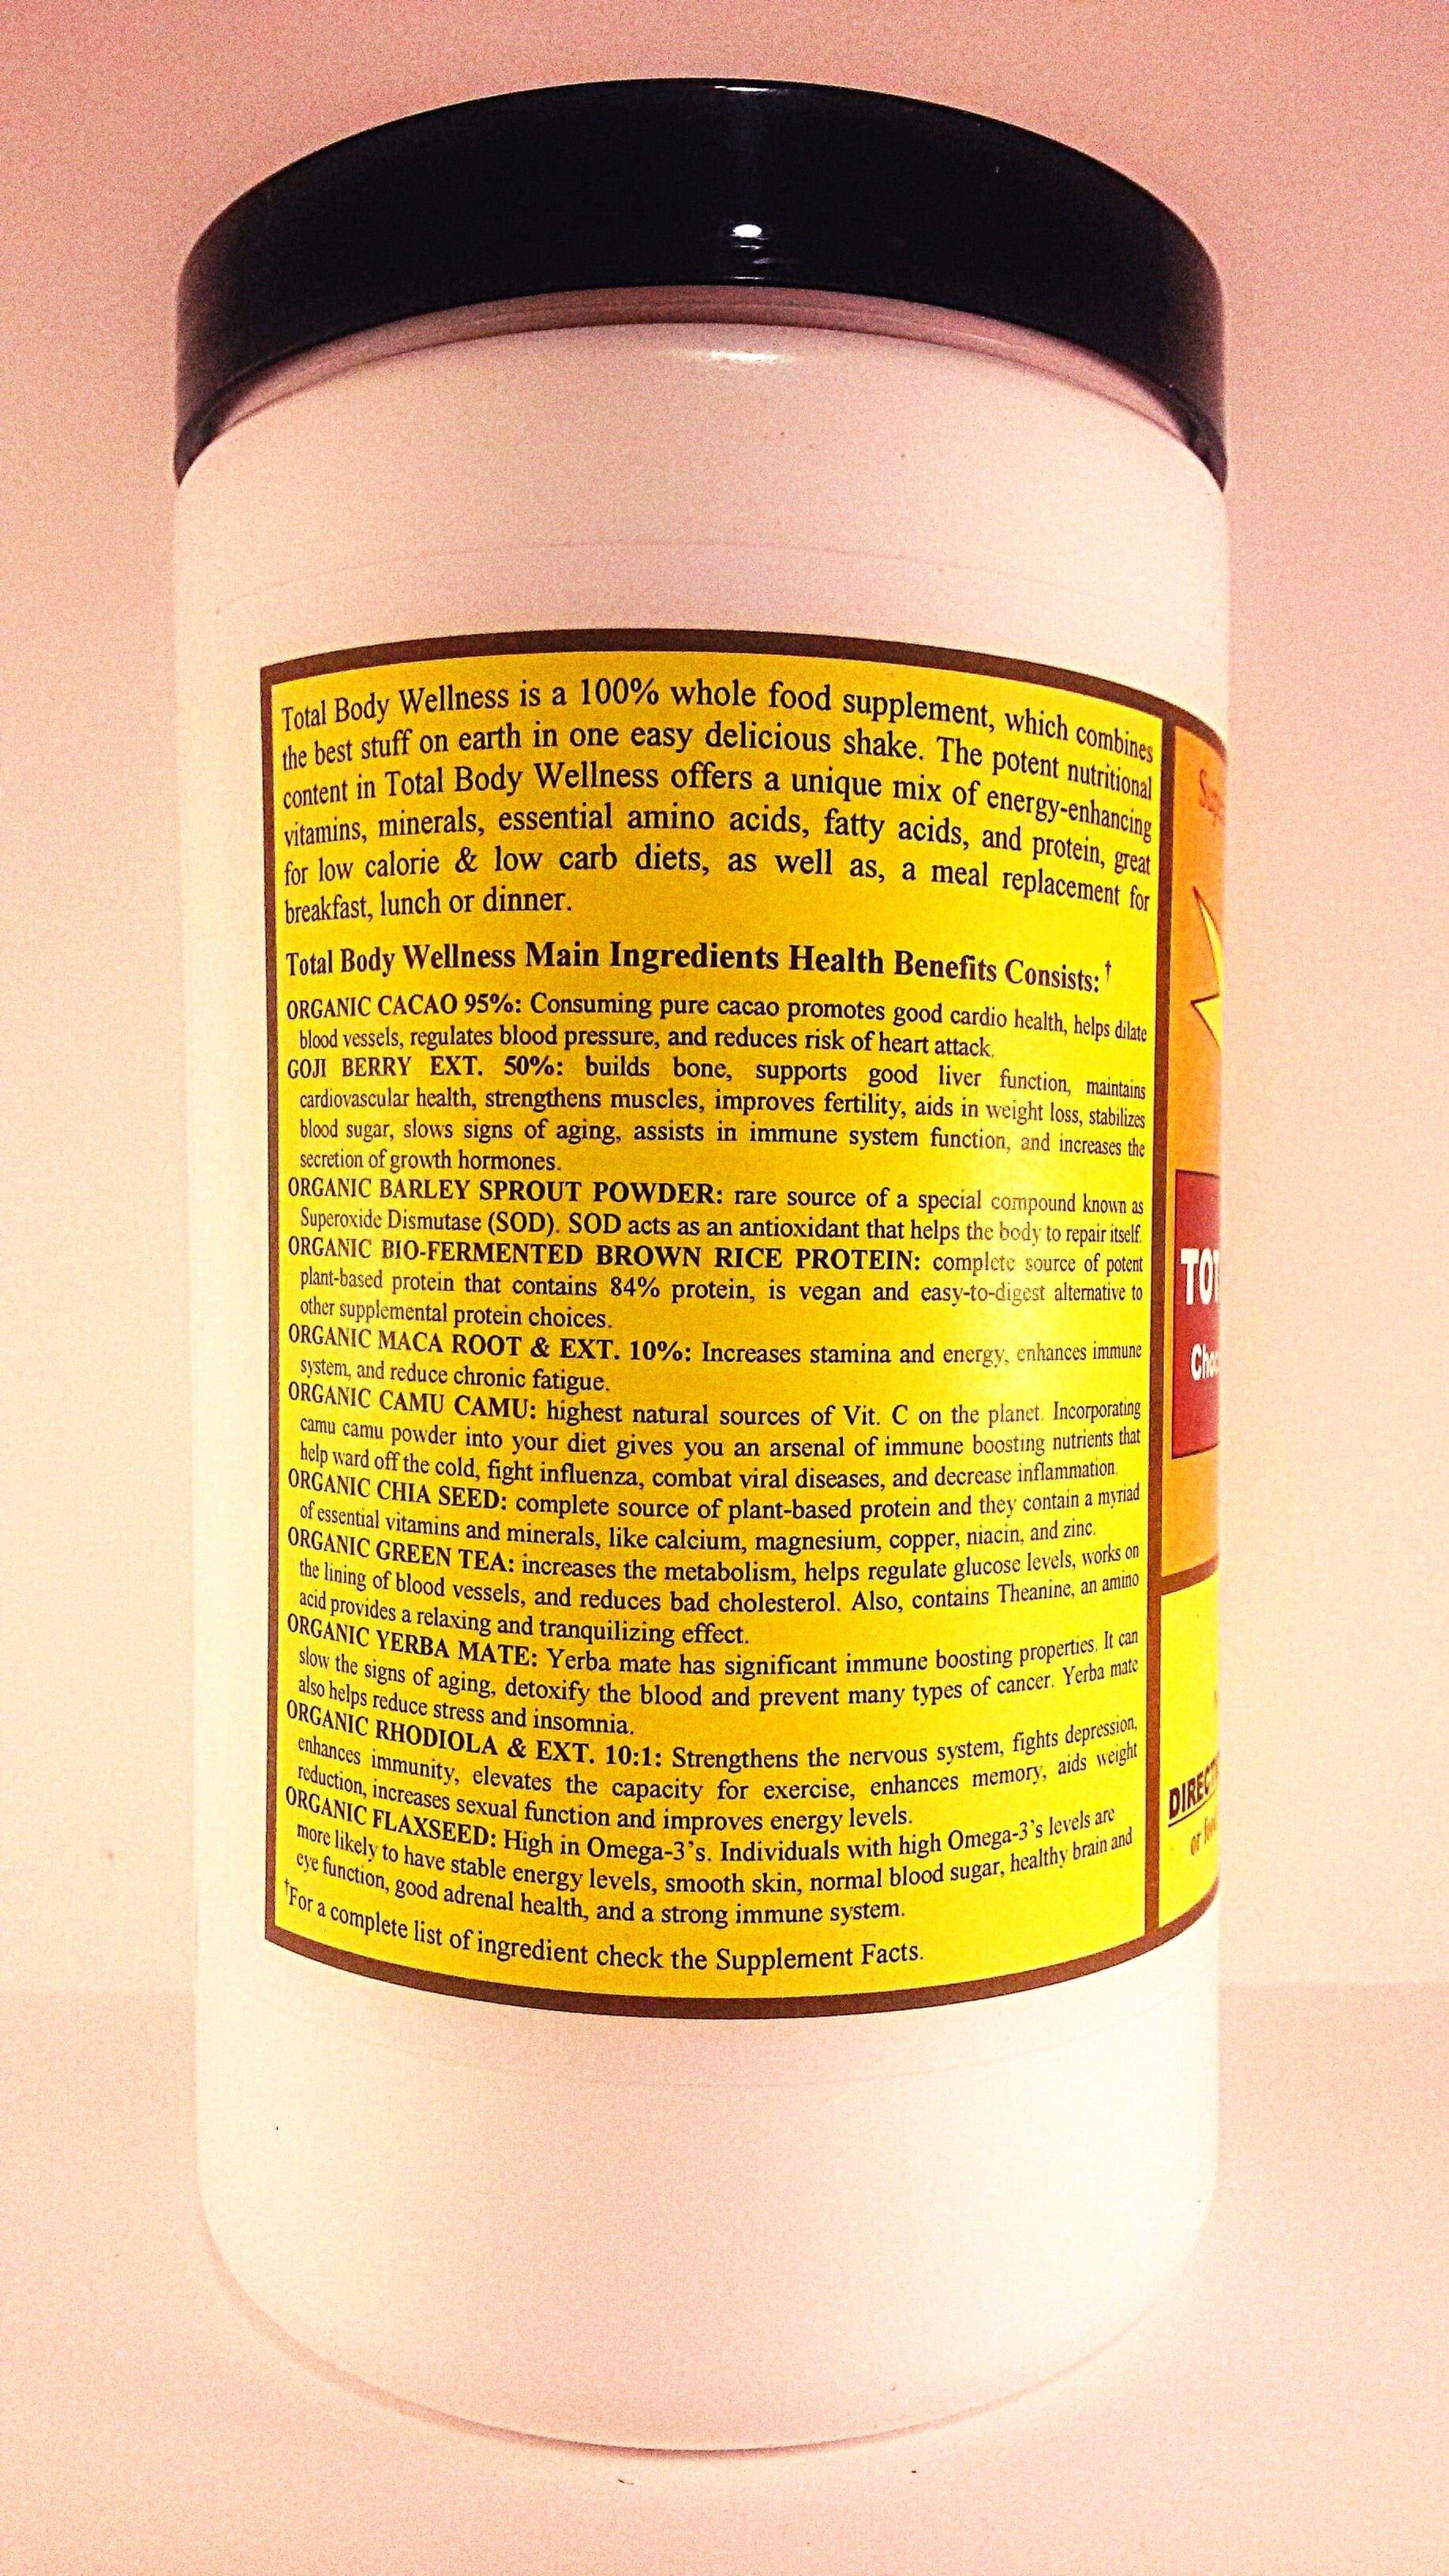 Total Body Wellness is a 100% whole food supplement, which combines
the best stuff on earth in one easy delicious shake. The potent nutritional
content in Total Body Wellness offers a unique mix of energy-enhancing
vitamins, minerals, essential amino acids, fatty acids, and protein, great
for low calorie & low carb diets, as well as, a meal replacement for
breakfast, lunch or dinner.
Total Body Wellness Main Ingredients Health Benefits Consists:†
ORGANIC CACAO 95%: Consuming pure cacao promotes good cardio health, helps dilate
blood vessels, regulates blood pressure, and reduces risk of heart attack.
GOJI BERRY EXT. 50%: builds bone, supports good liver function, maintains
cardiovascular health, strengthens muscles, improves fertility, aids in weight loss, stabilizes
blood sugar, slows signs of aging, assists in immune system function, and increases the
secretion of growth hormones.
ORGANIC BARLEY SPROUT POWDER: rare source of a special compound known as
Superoxide Dismutase (SOD). SOD acts as an antioxidant that helps the body to repair itself.
ORGANIC BIO-FERMENTED BROWN RICE PROTEIN: complete source of potent
plant-based protein that contains 84% protein, is vegan and easy-to-digest alternative to
other supplemental protein choices.
ORGANIC MACA ROOT & EXT. 10%: Increases stamina and energy, enhances immune
system, and reduce chronic fatigue.
ORGANIC CAMU CAMU: highest natural sources of Vit. C on the planet. Incorporating
camu camu powder into your diet gives you an arsenal of immune boosting nutrients that
help ward off the cold, fight influenza, combat viral diseases, and decrease inflammation.
ORGANIC CHIA SEED: complete source of plant-based protein and they contain a myriad
of essential vitamins and minerals, like calcium, magnesium, copper, niacin, and zinc.
ORGANIC GREEN TEA: increases the metabolism, helps regulate glucose levels, works on
the lining of blood vessels, and reduces bad cholesterol. Also, contains Theanine, an amino
acid provides a relaxing and tranquilizing effect.
ORGANIC YERBA MATE: Yerba mate has significant immune boosting properties. It can
slow the signs of aging, detoxify the blood and prevent many types of cancer. Yerba mate
also helps reduce stress and insomnia.
ORGANIC RHODIOLA & EXT. 10:1: Strengthens the nervous system, fights depression,
enhances immunity, elevates the capacity for exercise, enhances memory, aids weight
reduction, increases sexual function and improves energy levels.
ORGANIC FLAXSEED: High in Omega-3's. Individuals with high Omega-3's levels are
more likely to have stable energy levels, smooth skin, normal blood sugar, healthy brain and
eye function, good adrenal health, and a strong immune system.
†For a complete list of ingredient check the Supplement Facts.
TOT
Choc
DIRECT
or